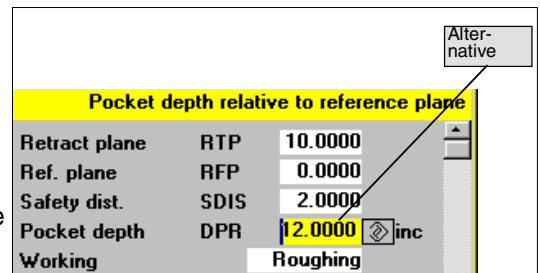 Alter-
native
Pocket depth relative to reference plane
Retract plane RTP 10.0000
Ref. plane RFP 0.0000
Safety dist. SDIS 2.0000
e
Pocket depth DPR 12.0000 inc
Working Roughing